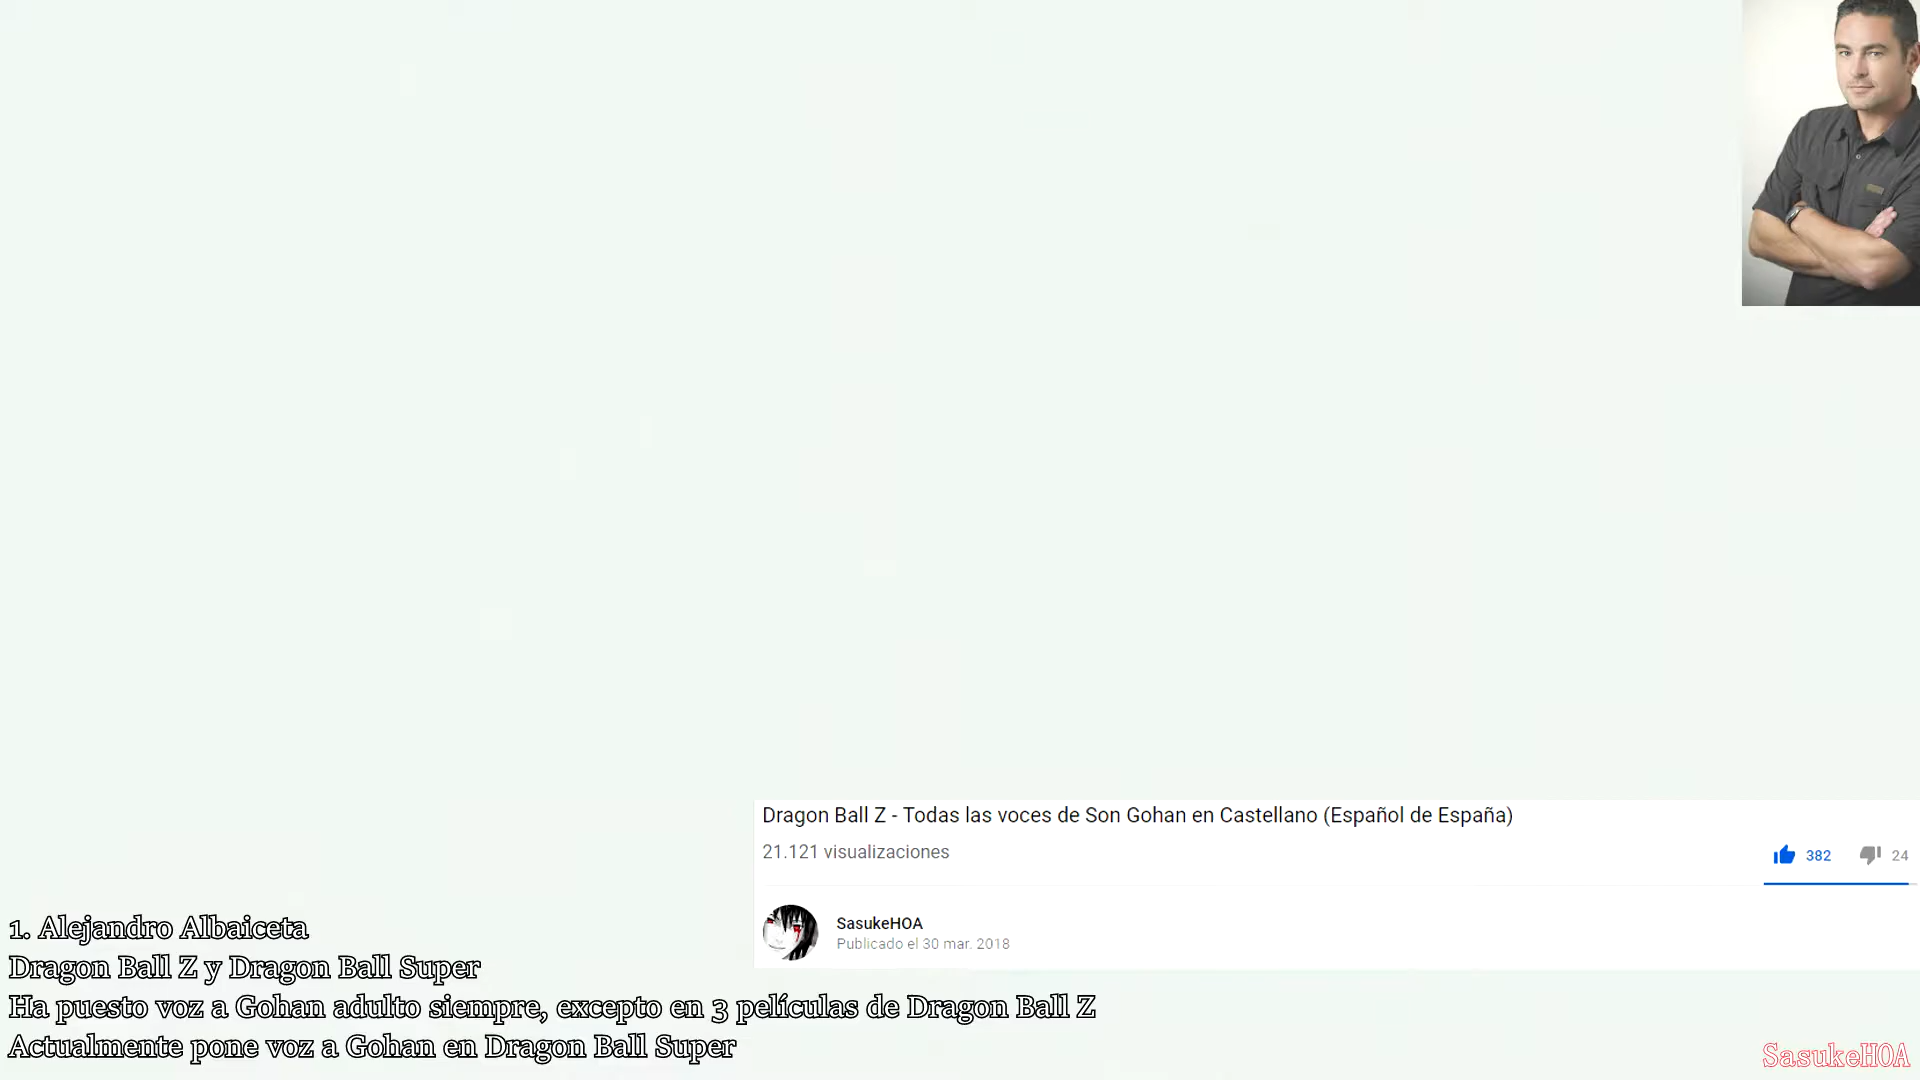 Dragon Ball Z - Todas las voces de Son Gohan en Castellano (Español de España)
21.121 visualizaciones
382
24
SasukeHOA
Publicado el 30 mar. 2018
1. Alejandro Albaiceta
Dragon Ball Z y Dragon Ball Super
Ha puesto voz a Gohan adulto siempre, excepto en 3 películas de Dragon Ball Z
Actualmente pone voz a Gohan en Dragon Ball Super
SasukeHOA